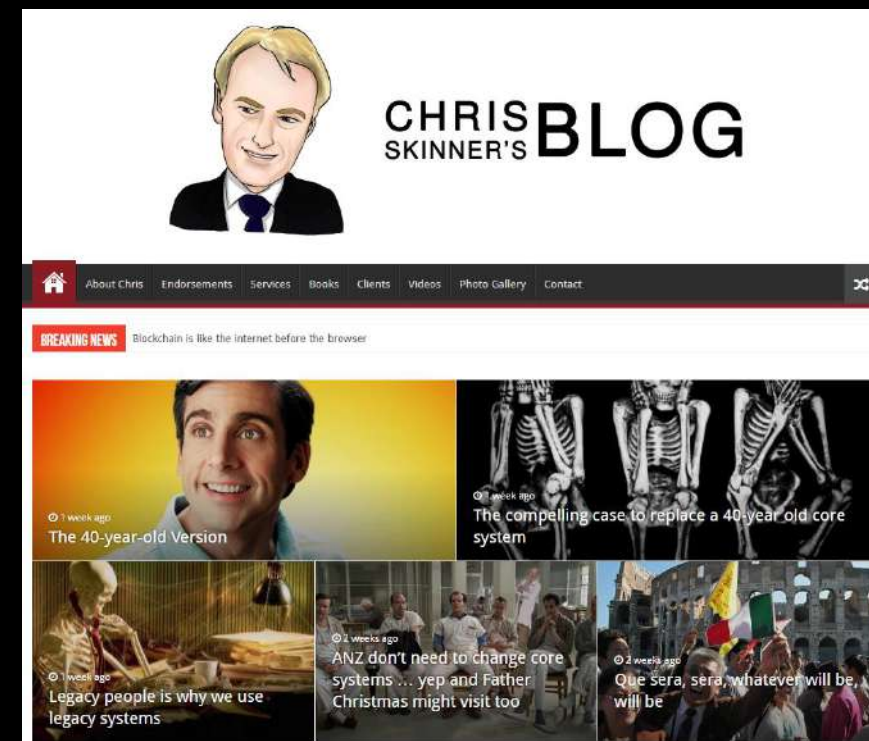 CHRIS
SKINNER'S BLOG
About Chris Endorsements Services Books Clients Videos Photo Gallery Contact
BREAKING NEWS Blockchain is like the internet before the browser
1 week ago
The 40-year-old Version
1 week ago
The compelling case to replace a 40-year old core
system
1 week ago
Legacy people is why we use
legacy systems
2 weeks ago
ANZ don't need to change core
systems … yep and Father
Christmas might visit too
2 weeks ago
Que sera, sera, whatever will be,
will be